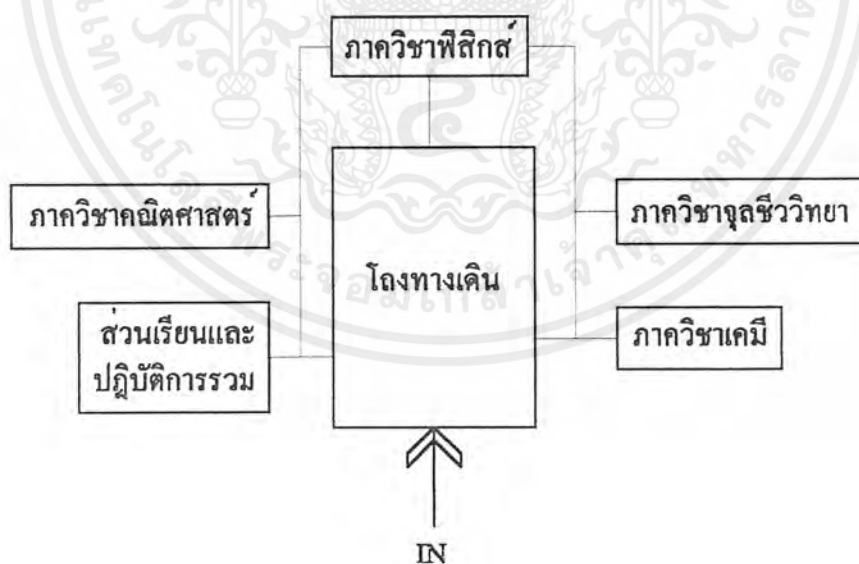 ภาควิชาฟิสิกส์
ภาควิชาคณิตศาสตร์
ภาควิชาจุลชีววิทยา
โถงทางเดิน
ส่วนเรียนและ
ปฎิบัติการรวม
ภาควิชาเคมี
IN